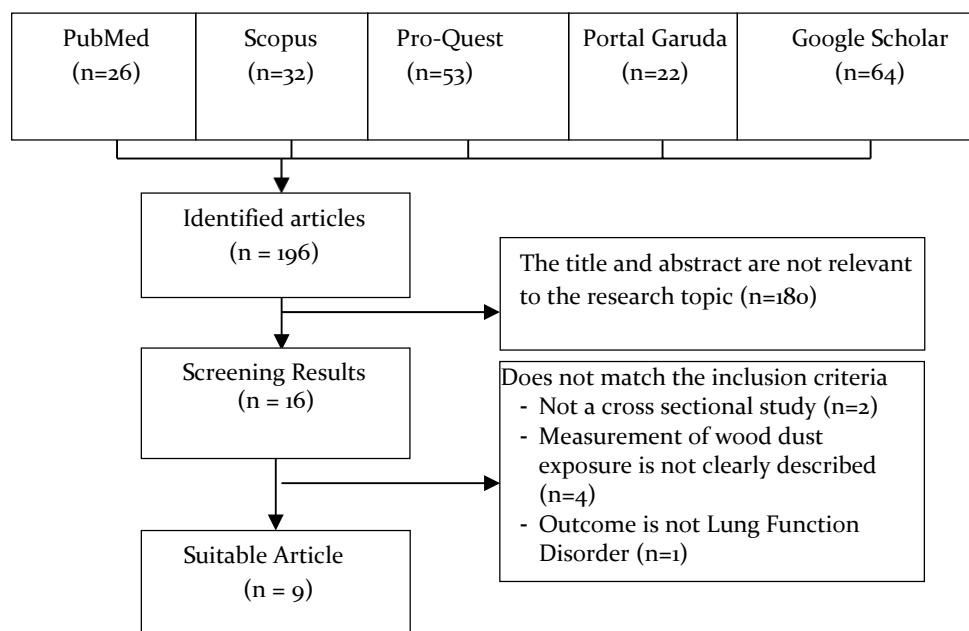 PubMed
(n=26)
Scopus
(n=32)
Pro-Quest
(n=53)
Portal Garuda
(n=22)
Google Scholar
(n=64)
Identified articles
(n = 196)
The title and abstract are not relevant
to the research topic (n=180)
Screening Results
(n = 16)
Does not match the inclusion criteria
- Not a cross sectional study (n=2)
- Measurement of wood dust
exposure is not clearly described
(n=4)
- Outcome is not Lung Function
Disorder (n=1)
Suitable Article
(n = 9)